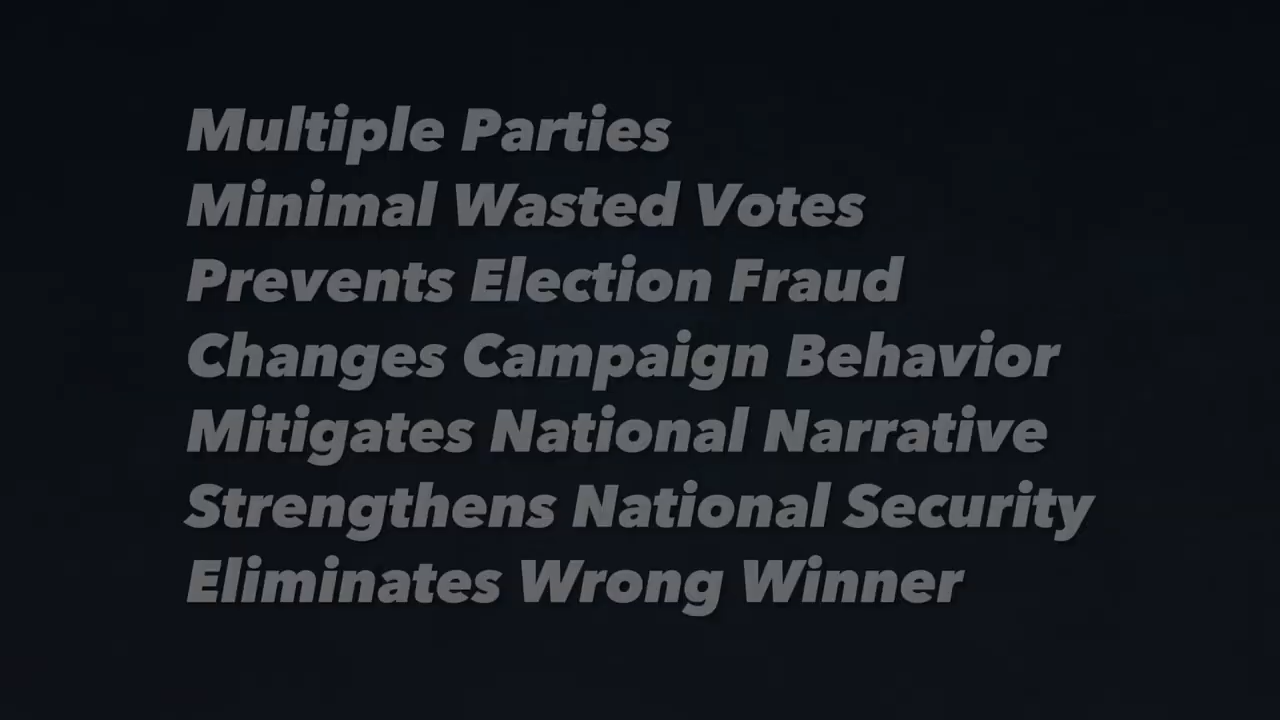 Multiple Parties
Minimal Wasted Votes
Prevents Election Fraud
Changes Campaign Behavior
Mitigates National Narrative
Strengthens National Security
Eliminates Wrong Winner